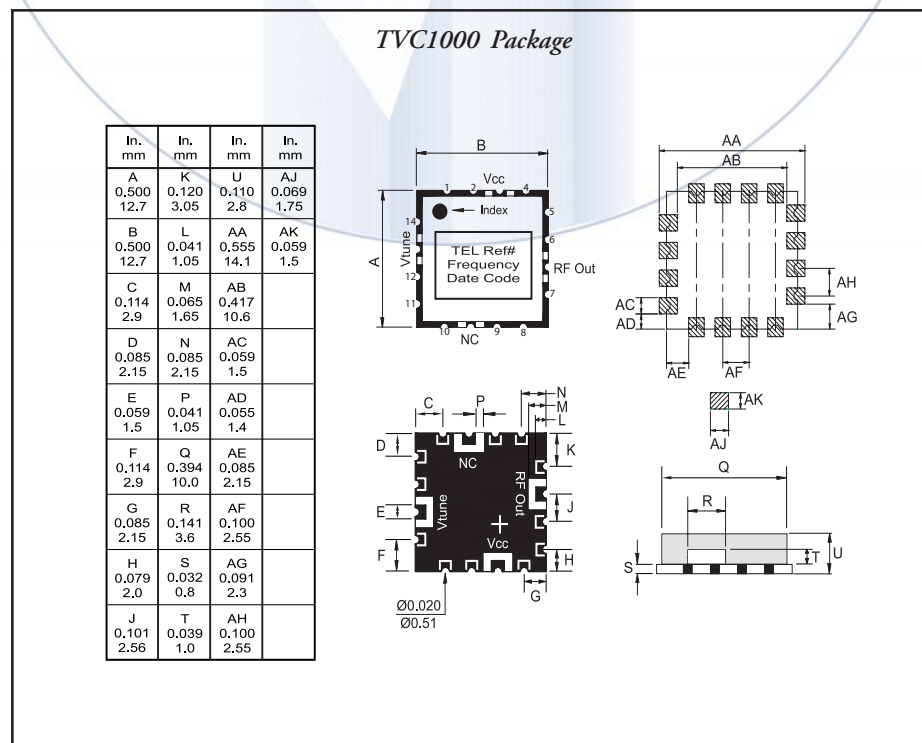 TVC1000 Package
In. mm In. mm In. mm In. mm
A 0.500 12.7 K 0.120 3.05 U 0.110 2.8 AJ 0.069 1.75
B 0.500 12.7 L 0.041 1.05 AA 0.555 14.1 AK 0.059 1.5
C 0.114 2.9 M 0.065 1.65 AB 0.417 10.6
D 0.085 2.15 N 0.085 2.15 AC 0.059 1.5
E 0.059 1.5 P 0.041 1.05 AD 0.055 1.4
F 0.114 2.9 Q 0.394 10.0 AE 0.085 2.15
G 0.085 2.15 R 0.141 3.6 AF 0.100 2.55
H 0.079 2.0 S 0.032 0.8 AG 0.091 2.3
J 0.101 2.56 T 0.039 1.0 AH 0.100 2.55
B
Vcc
1 2 4
Index
5
14
6
A
Vtune
TEL Ref#
Frequency
Date Code
RF Out
12
7
11
10 9 8
NC
AA
AB
AC
AD
AH
AG
AE
AF
AK
AJ
N
M
L
C
P
D
K
NC
RF Out
Vtune
J
E
Vcc
F
H
G
Ø0.020
Ø0.51
Q
R
S
T
U